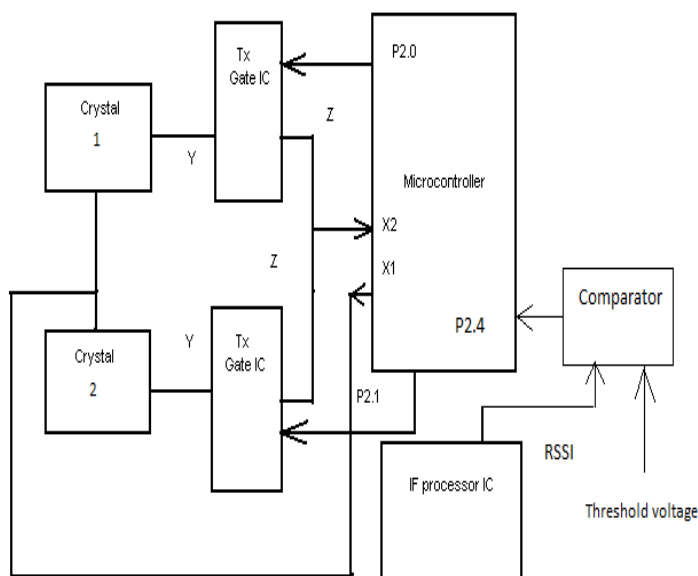 Tx
Gate IC
P2.0
Crystal
1
Z
Y
Microcontroller
X2
Z
X1
Comparator
Tx
Gate IC
Y
P2.4
Crystal
2
P2.1
RSSI
IF processor IC
Threshold voltage